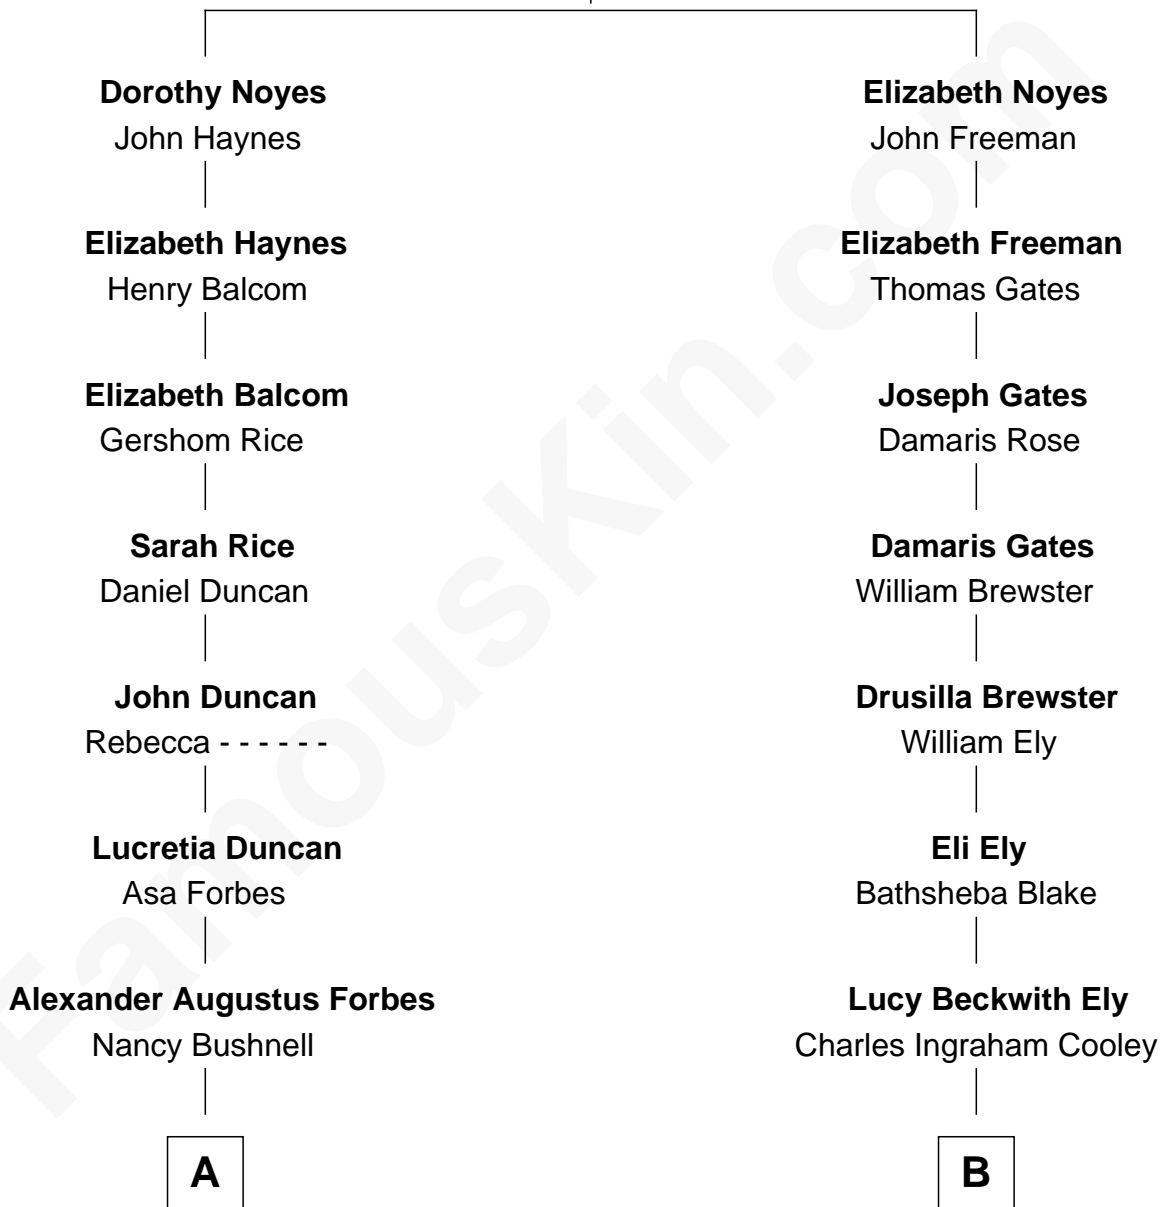 Dorothy Noyes
John Haynes
Elizabeth Haynes
Henry Balcom
Elizabeth Balcom
Gershom Rice
Sarah Rice
Daniel Duncan
John Duncan
Rebecca - - - - - -
Lucretia Duncan
Asa Forbes
Alexander Augustus Forbes
Nancy Bushnell
A
Elizabeth Noyes
John Freeman
Elizabeth Freeman
Thomas Gates
Joseph Gates
Damaris Rose
Damaris Gates
William Brewster
Drusilla Brewster
William Ely
Eli Ely
Bathsheba Blake
Lucy Beckwith Ely
Charles Ingraham Cooley
B
FamousKin.com